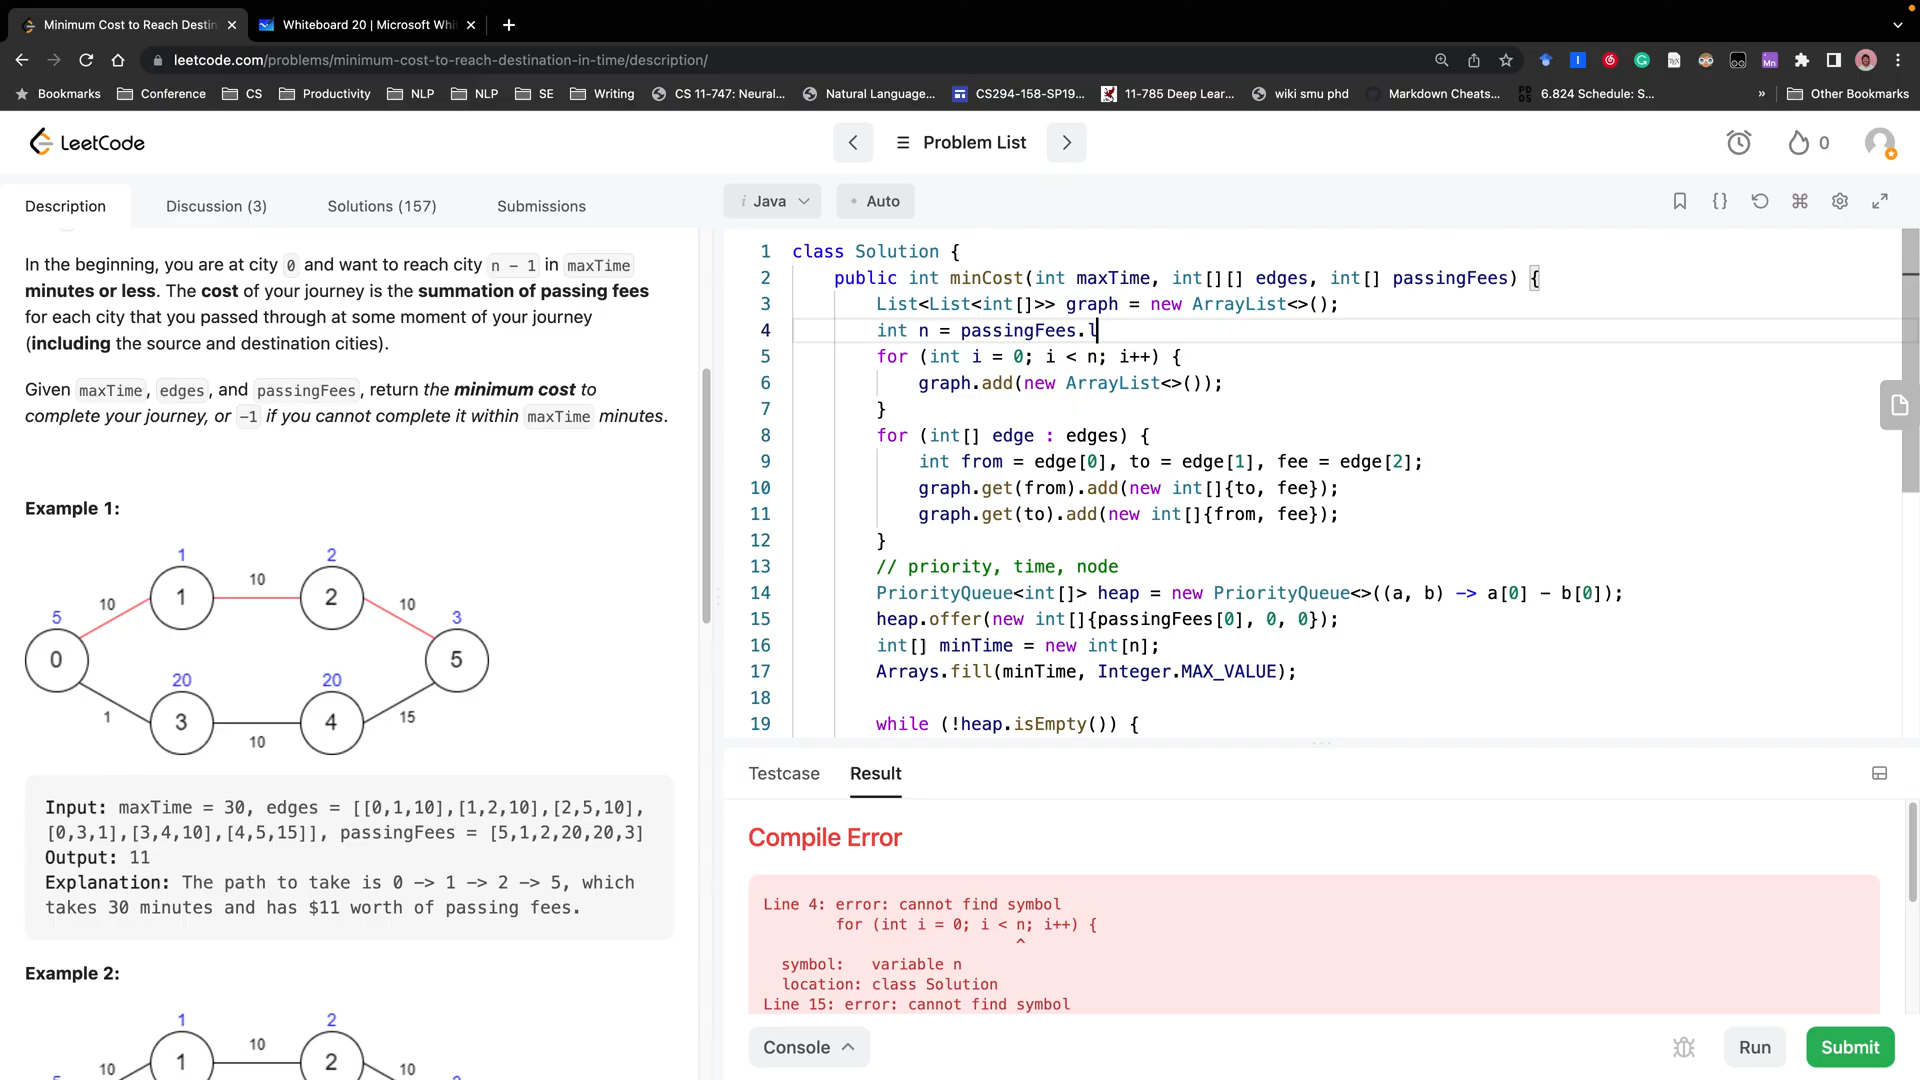 Minimum Cost to Reach Destin
Whiteboard 20 | Microsoft Whi
leetcode.com/problems/minimum-cost-to-reach-destination-in-time/description/
Bookmarks
Conference
CS
Productivity
NLP
NLP
SE
Writing
CS 11-747: Neural...
Natural Language...
CS294-158-SP19...
11-785 Deep Lear...
wiki smu phd
Markdown Cheats...
6.824 Schedule: S...
»
Other Bookmarks
LeetCode
Problem List
0
Description
Discussion (3)
Solutions (157)
Submissions
i Java
Auto
In the beginning, you are at city 0 and want to reach city n - 1 in maxTime
minutes or less. The cost of your journey is the summation of passing fees
for each city that you passed through at some moment of your journey
(including the source and destination cities).
Given maxTime, edges, and passingFees, return the minimum cost to
complete your journey, or -1 if you cannot complete it within maxTime minutes.
Example 1:
1
2
10
10
10
1
2
5
3
0
5
20
20
1
3
4
15
10
Input: maxTime = 30, edges = [[0,1,10],[1,2,10],[2,5,10],
[0,3,1],[3,4,10],[4,5,15]], passingFees = [5,1,2,20,20,3]
Output: 11
Explanation: The path to take is 0 -> 1 -> 2 -> 5, which
takes 30 minutes and has $11 worth of passing fees.
Example 2:
1
2
10
10
10
1
2
1 class Solution {
2 public int minCost(int maxTime, int[][] edges, int[] passingFees) {
3 List<List<int[]>> graph = new ArrayList<>();
4 int n = passingFees.l
5 for (int i = 0; i < n; i++) {
6 graph.add(new ArrayList<>());
7 }
8 for (int[] edge : edges) {
9 int from = edge[0], to = edge[1], fee = edge[2];
10 graph.get(from).add(new int[]{to, fee});
11 graph.get(to).add(new int[]{from, fee});
12 }
13 // priority, time, node
14 PriorityQueue<int[]> heap = new PriorityQueue<>((a, b) -> a[0] - b[0]);
15 heap.offer(new int[]{passingFees[0], 0, 0});
16 int[] minTime = new int[n];
17 Arrays.fill(minTime, Integer.MAX_VALUE);
18
19 while (!heap.isEmpty()) {
Testcase
Result
Compile Error
Line 4: error: cannot find symbol
for (int i = 0; i < n; i++) {
^
symbol: variable n
location: class Solution
Line 15: error: cannot find symbol
Console
Run
Submit